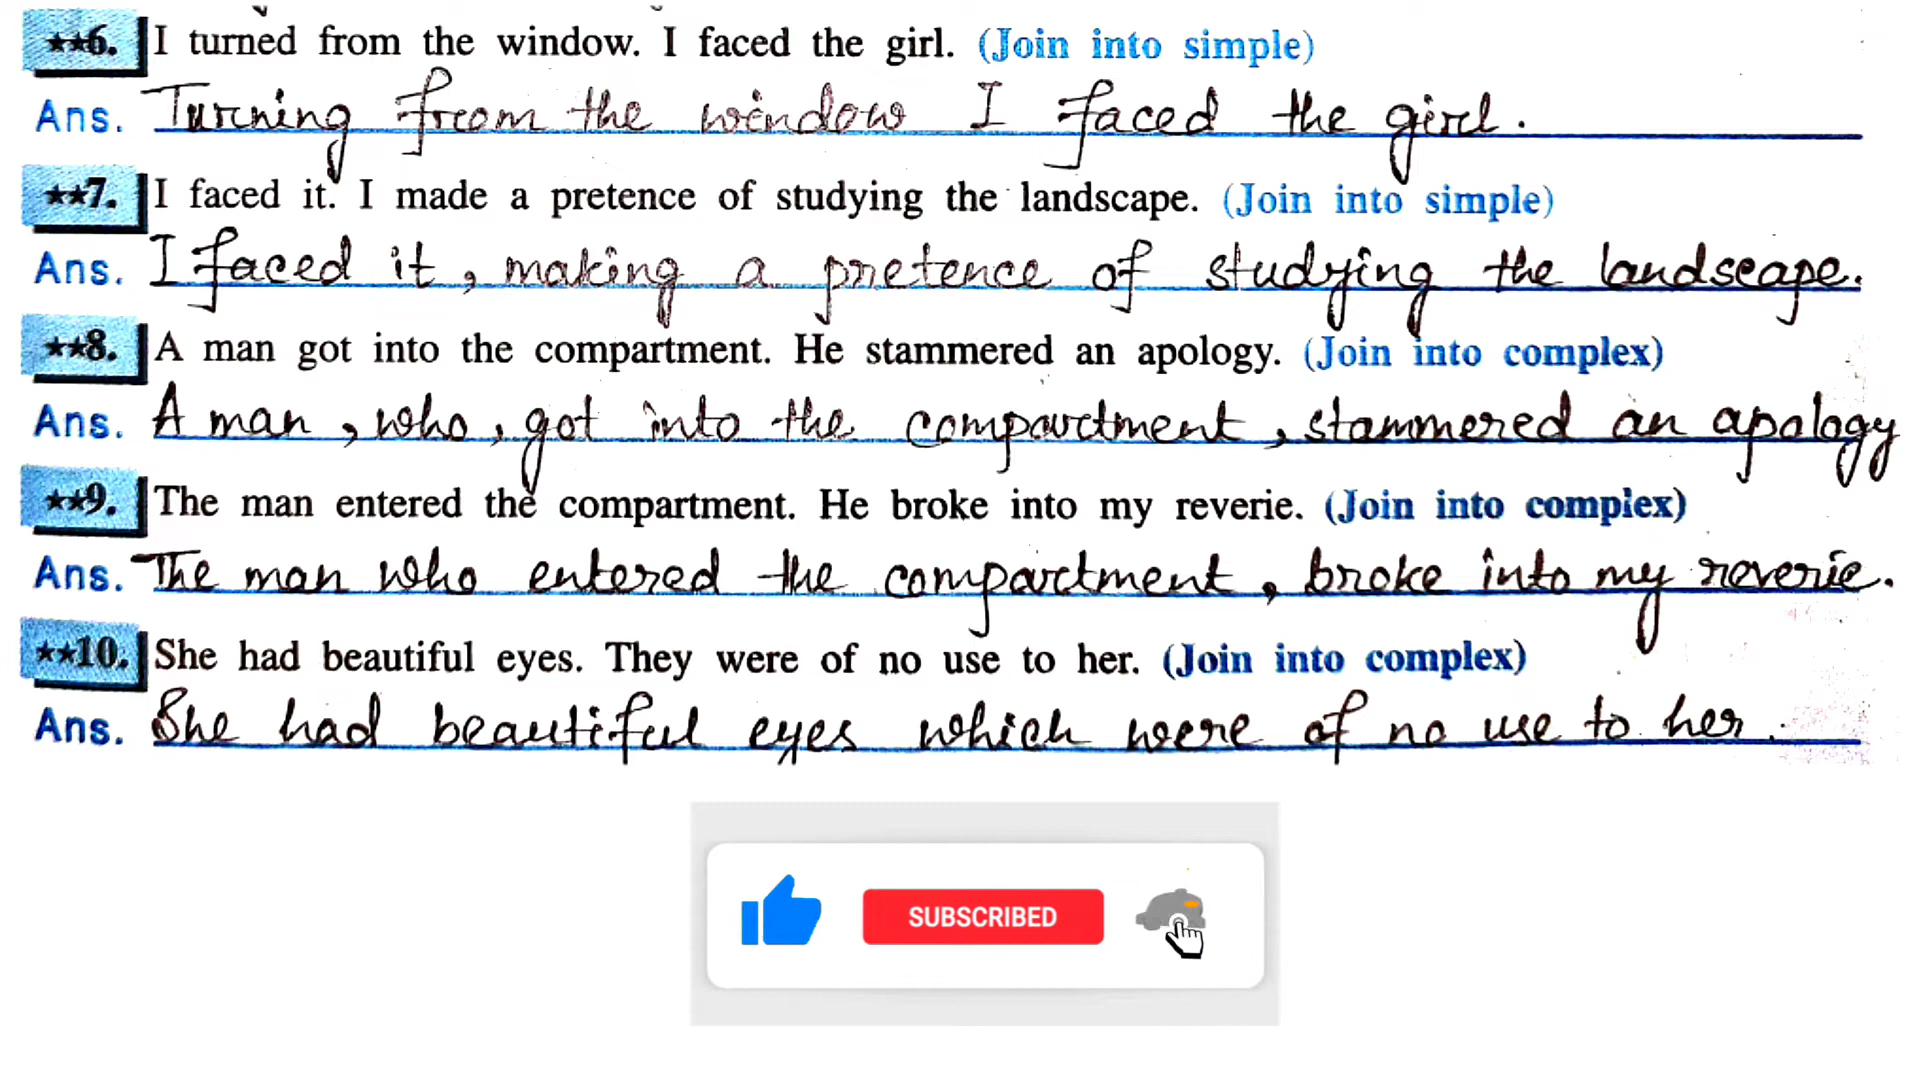 **6. I turned from the window. I faced the girl. (Join into simple)
Ans. Turning from the window I faced the girl.
**7. I faced it. I made a pretence of studying the landscape. (Join into simple)
Ans. I faced it, making a pretence of studying the landscape.
**8. A man got into the compartment. He stammered an apology. (Join into complex)
Ans. A man, who, got into the compartment, stammered an apology
**9. The man entered the compartment. He broke into my reverie. (Join into complex)
Ans. The man who entered the compartment, broke into my reverie.
**10. She had beautiful eyes. They were of no use to her. (Join into complex)
Ans. She had beautiful eyes which were of no use to her.
SUBSCRIBED